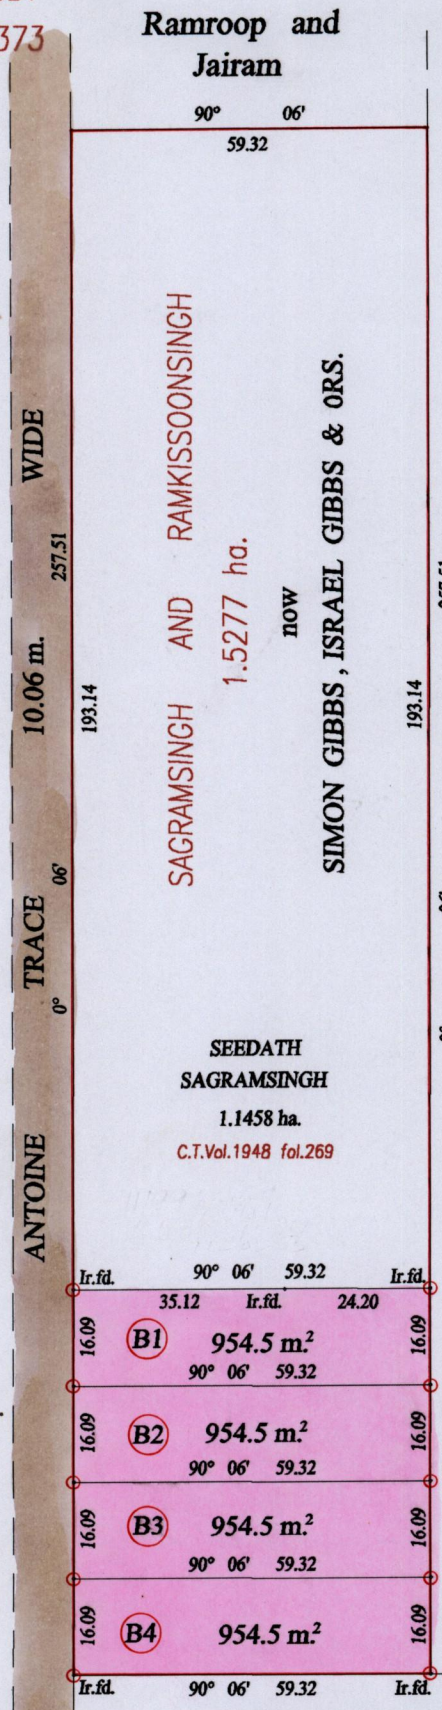 373
Ramroop and
Jairam
90° 06'
59.32
ANTOINE TRACE 10.06 m. WIDE
0° 06' 257.51
193.14
SAGRAMSINGH AND RAMKISSOONSINGH
1.5277 ha.
now
SIMON GIBBS , ISRAEL GIBBS & ORS.
193.14
SEEDATH
SAGRAMSINGH
1.1458 ha.
C.T.Vol.1948 fol.269
Ir.fd. 90° 06' 59.32 Ir.fd.
35.12 Ir.fd. 24.20
16.09 B1 954.5 m.² 16.09
90° 06' 59.32
16.09 B2 954.5 m.² 16.09
90° 06' 59.32
16.09 B3 954.5 m.² 16.09
90° 06' 59.32
16.09 B4 954.5 m.² 16.09
Ir.fd. 90° 06' 59.32 Ir.fd.